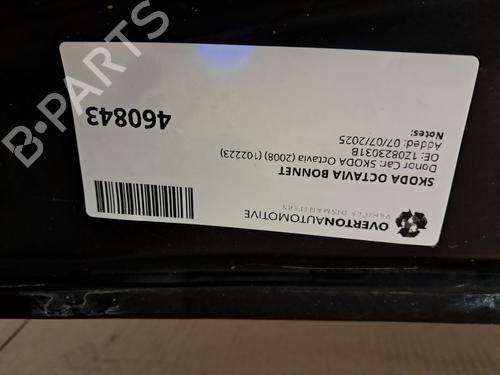 OVERTONAUTOMOTIVE
VEHICLE DISMANTLERS
SKODA OCTAVIA BONNET
Donor Car: SKODA Octavia (2008) (102223)
OE: 1Z0823031B
Added: 07/07/2025
Notes:
460843
B-PARTS